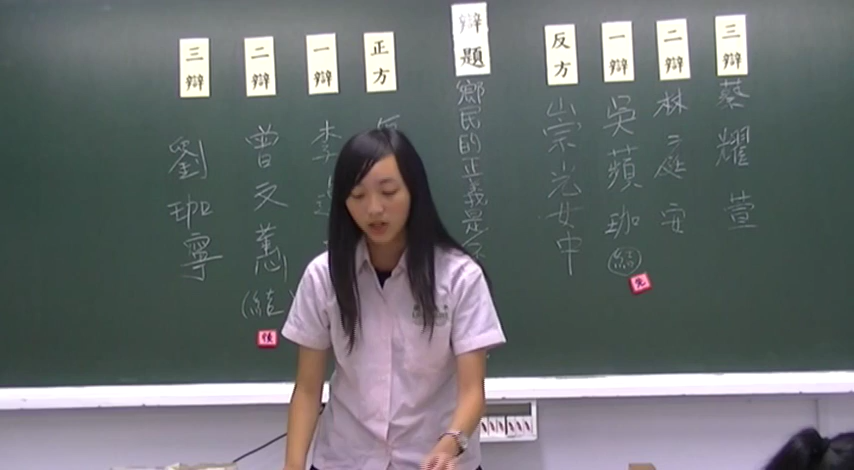 三辯
蔡耀萱
二辯
林庭安
一辯
吳蘋珈
結
先
反方
崇光女中
辯題
鄉民的正義是
正方
一辯
李
二辯
曾文蕙
(結)
後
三辯
劉珈寧